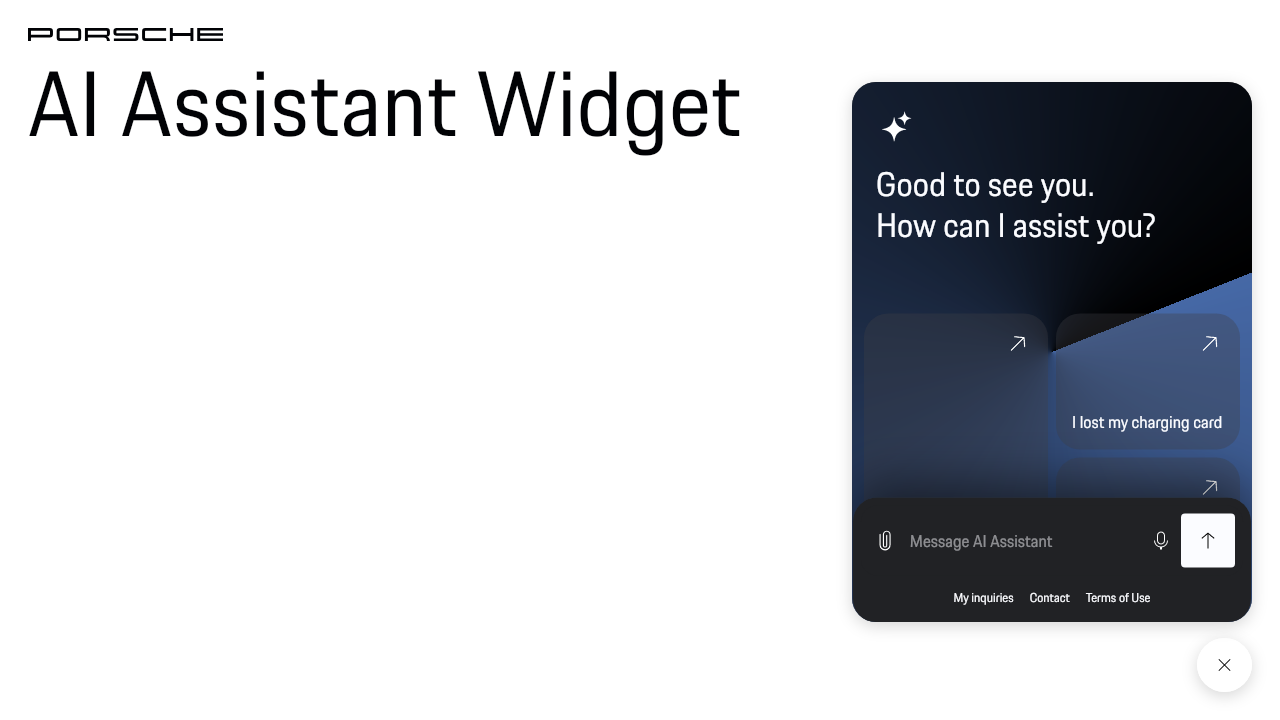 PORSCHE
AI Assistant Widget
Good to see you.
How can I assist you?
I lost my charging card
Message AI Assistant
My inquiries Contact Terms of Use